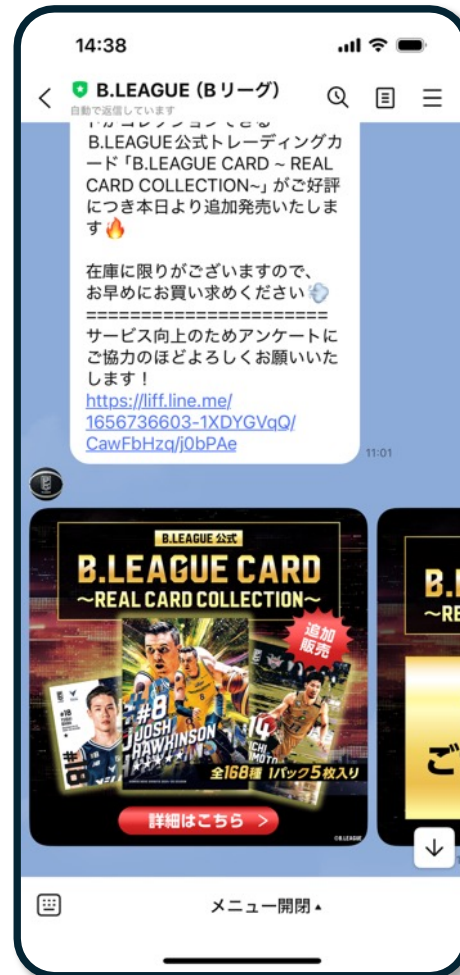 14:38
B.LEAGUE (Bリーグ)
自動で返信しています
B.LEAGUE公式トレーディングカ
ード「B.LEAGUE CARD ~ REAL
CARD COLLECTION~」がご好評
につき本日より追加発売いたしま
す🔥
在庫に限りがございますので、
お早めにお買い求めください💨
======================
サービス向上のためアンケートに
ご協力のほどよろしくお願いいた
します！
https://liff.line.me/
1656736603-1XDYGVqQ/
CawFbHzq/j0bPAe
11:01
B.LEAGUE 公式
B.LEAGUE CARD
～REAL CARD COLLECTION～
追加
販売
#18
#8
JOSH
HAWKINSON
14
全168種 1パック5枚入り
詳細はこちら >
©B.LEAGUE
ご
メニュー開閉▲